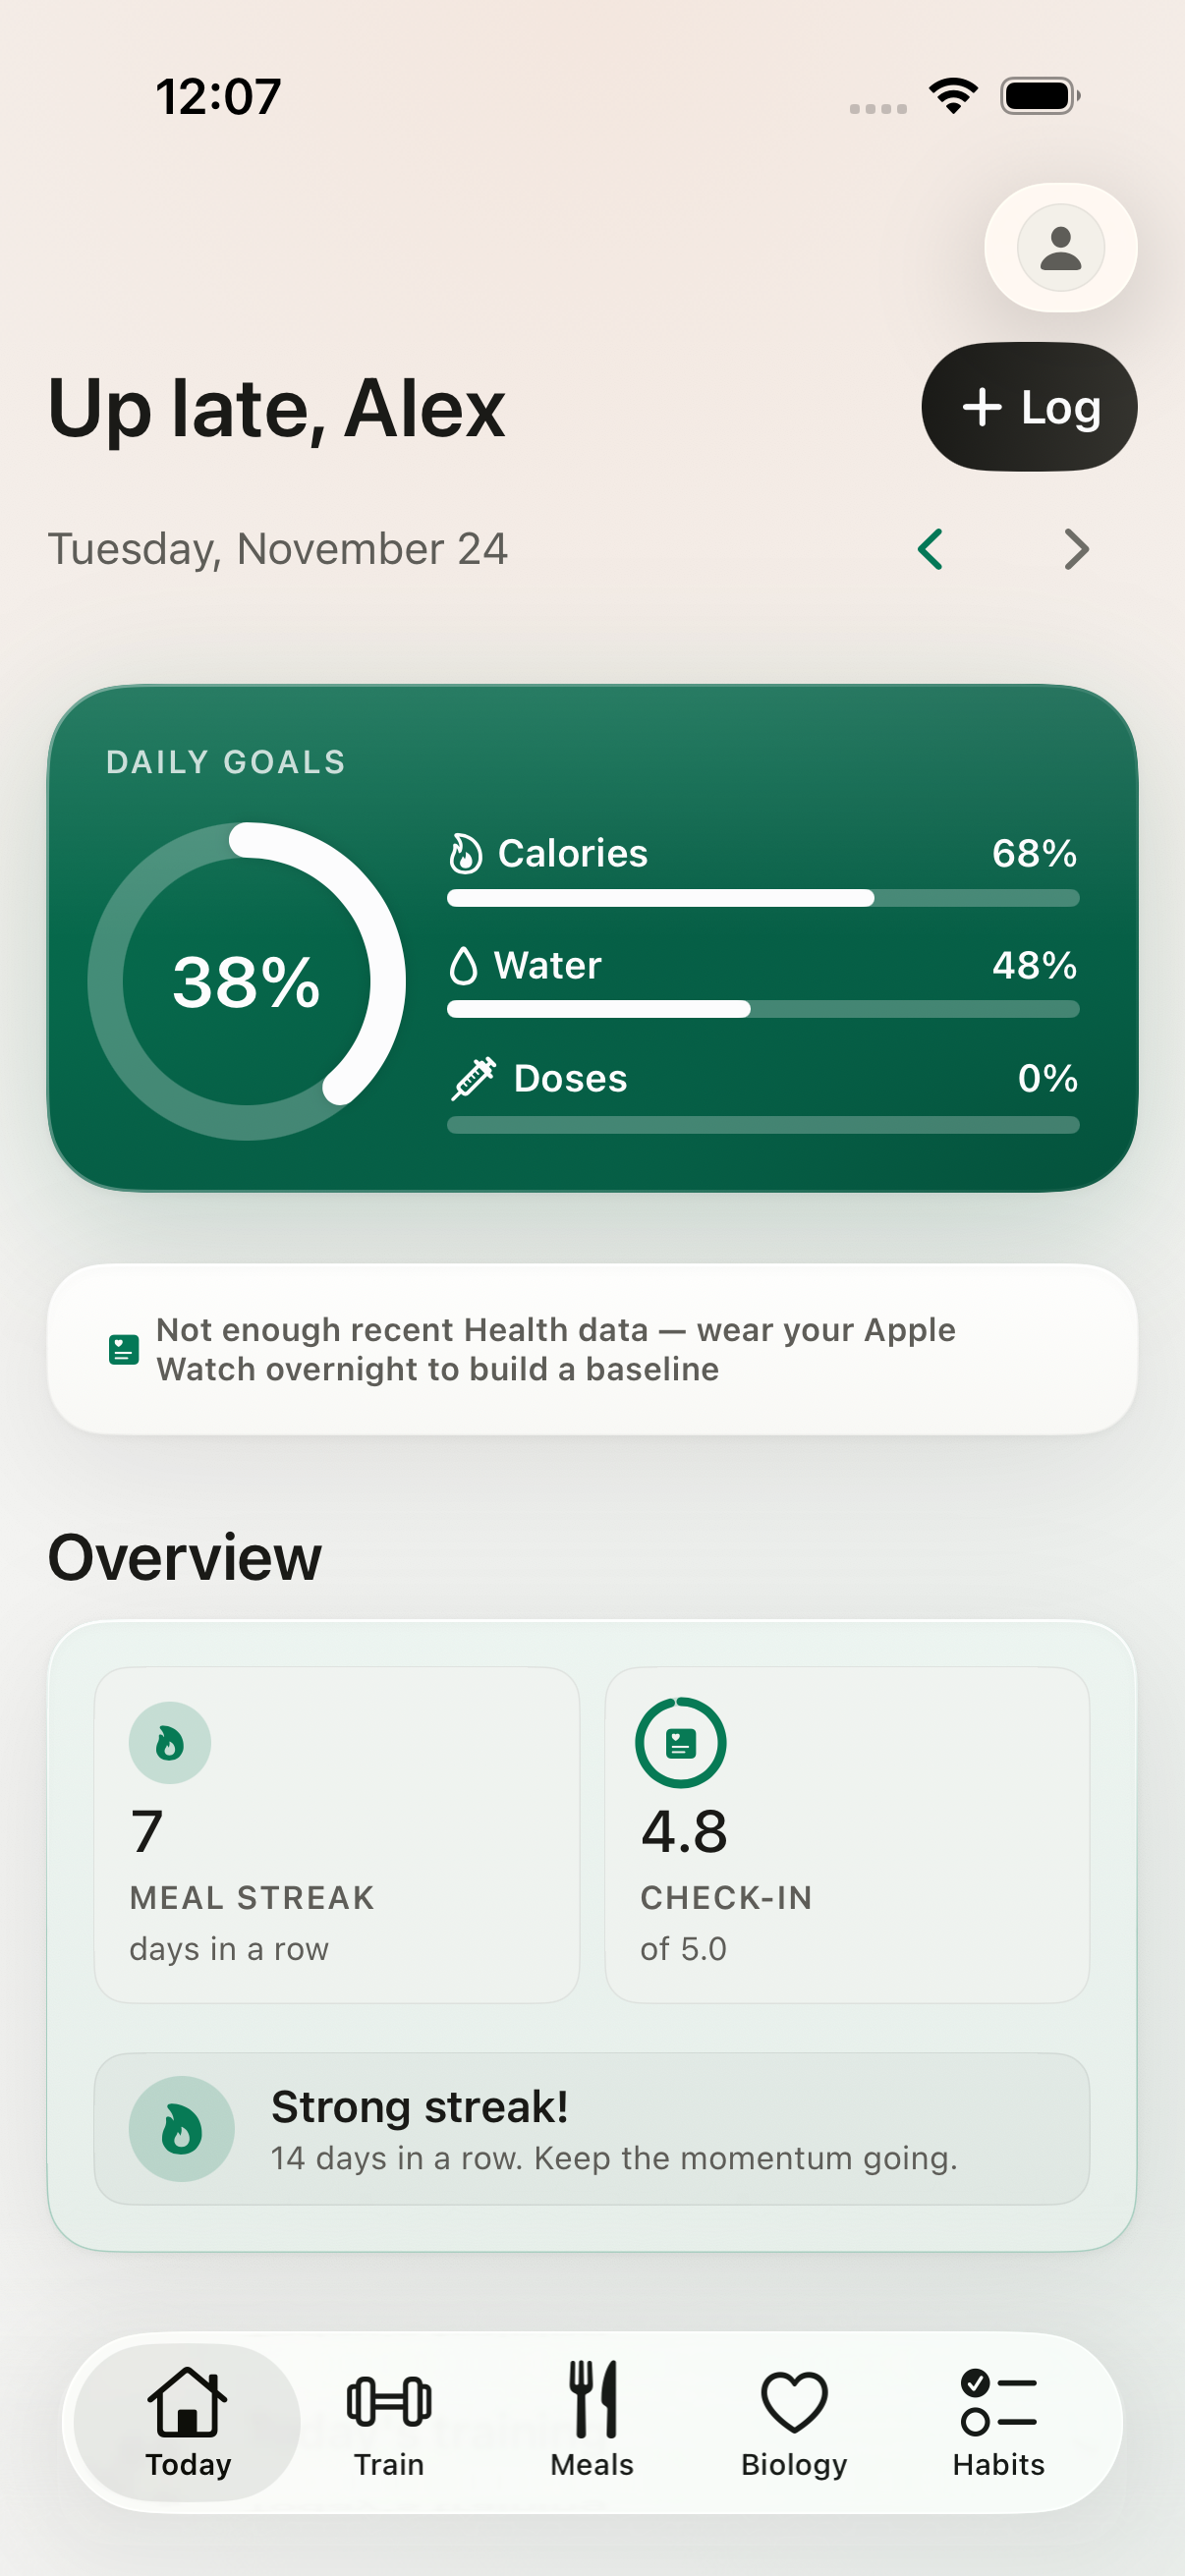 12:07
Up late, Alex
+ Log
Tuesday, November 24
DAILY GOALS
38%
Calories 68%
Water 48%
Doses 0%
Not enough recent Health data — wear your Apple
Watch overnight to build a baseline
Overview
7
MEAL STREAK
days in a row
4.8
CHECK-IN
of 5.0
Strong streak!
14 days in a row. Keep the momentum going.
Today
Train
Meals
Biology
Habits